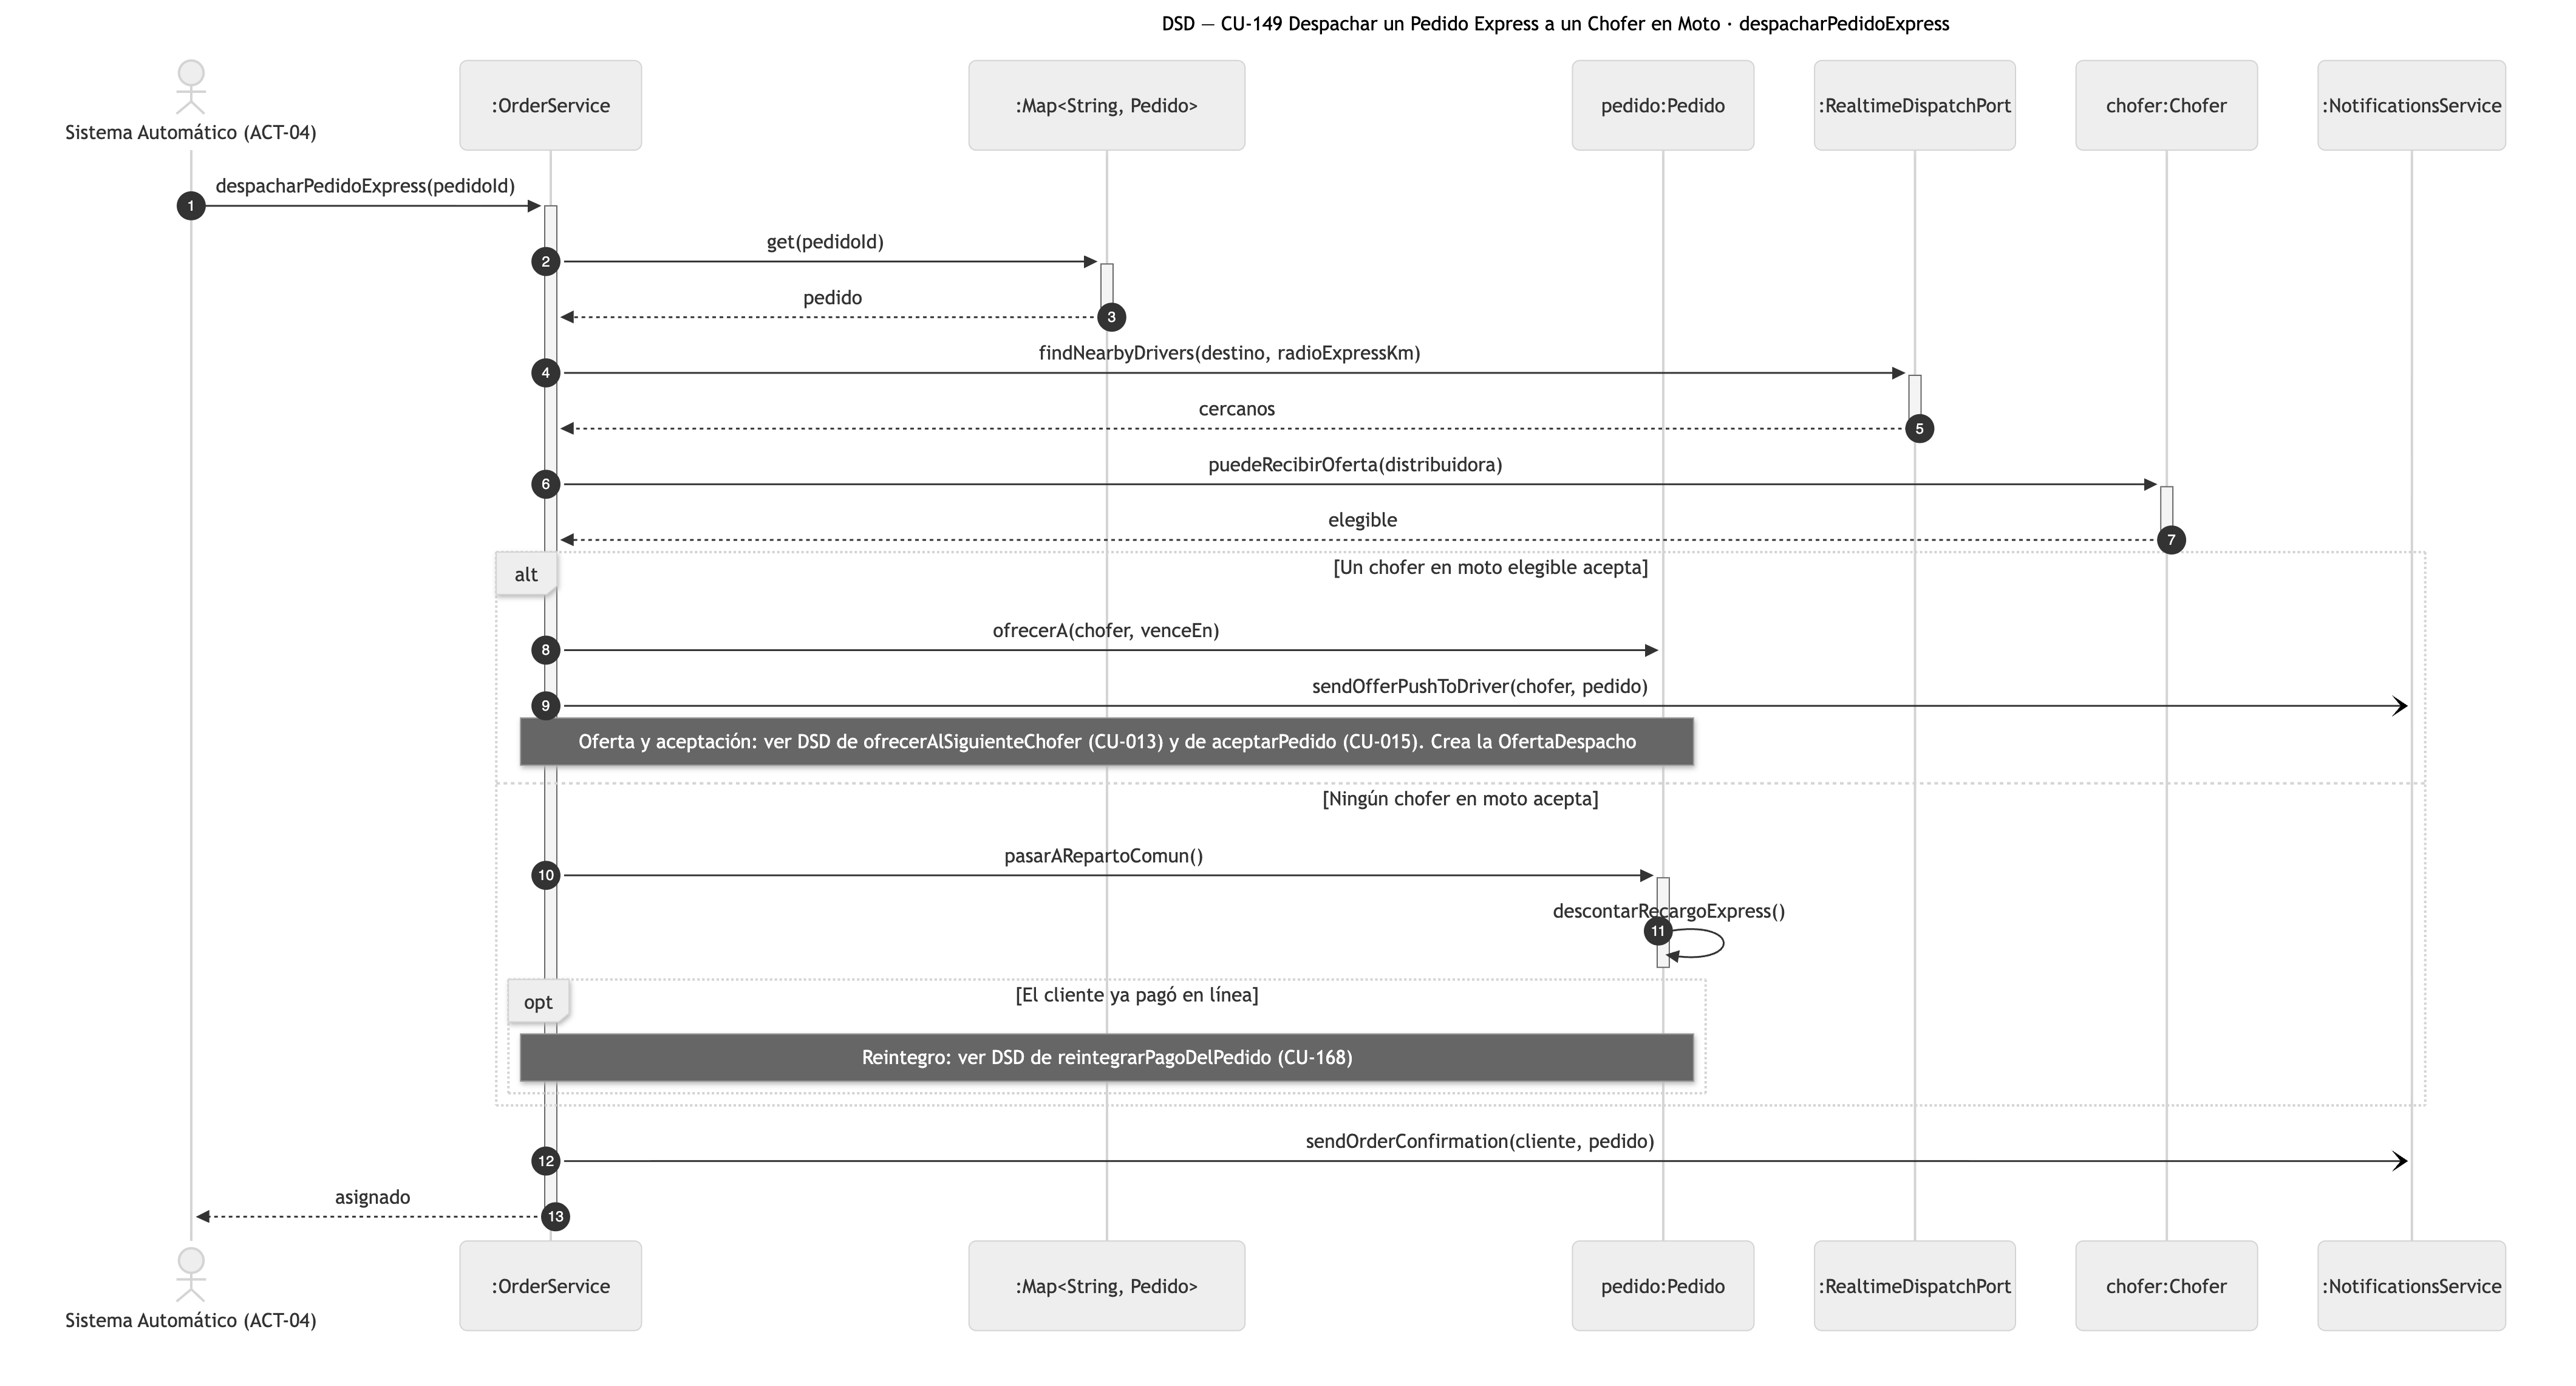 DSD — CU-149 Despachar un Pedido Express a un Chofer en Moto · despacharPedidoExpress
Sistema Automático (ACT-04)
:OrderService
:Map<String, Pedido>
pedido:Pedido
:RealtimeDispatchPort
chofer:Chofer
:NotificationsService
despacharPedidoExpress(pedidoId)
1
get(pedidoId)
2
pedido
3
findNearbyDrivers(destino, radioExpressKm)
4
cercanos
5
puedeRecibirOferta(distribuidora)
6
elegible
7
alt
[Un chofer en moto elegible acepta]
ofrecerA(chofer, venceEn)
8
sendOfferPushToDriver(chofer, pedido)
9
Oferta y aceptación: ver DSD de ofrecerAlSiguienteChofer (CU-013) y de aceptarPedido (CU-015). Crea la OfertaDespacho
[Ningún chofer en moto acepta]
pasarARepartoComun()
10
descontarRecargoExpress()
11
opt
[El cliente ya pagó en línea]
Reintegro: ver DSD de reintegrarPagoDelPedido (CU-168)
sendOrderConfirmation(cliente, pedido)
12
asignado
13
:OrderService
:Map<String, Pedido>
pedido:Pedido
:RealtimeDispatchPort
chofer:Chofer
:NotificationsService
Sistema Automático (ACT-04)